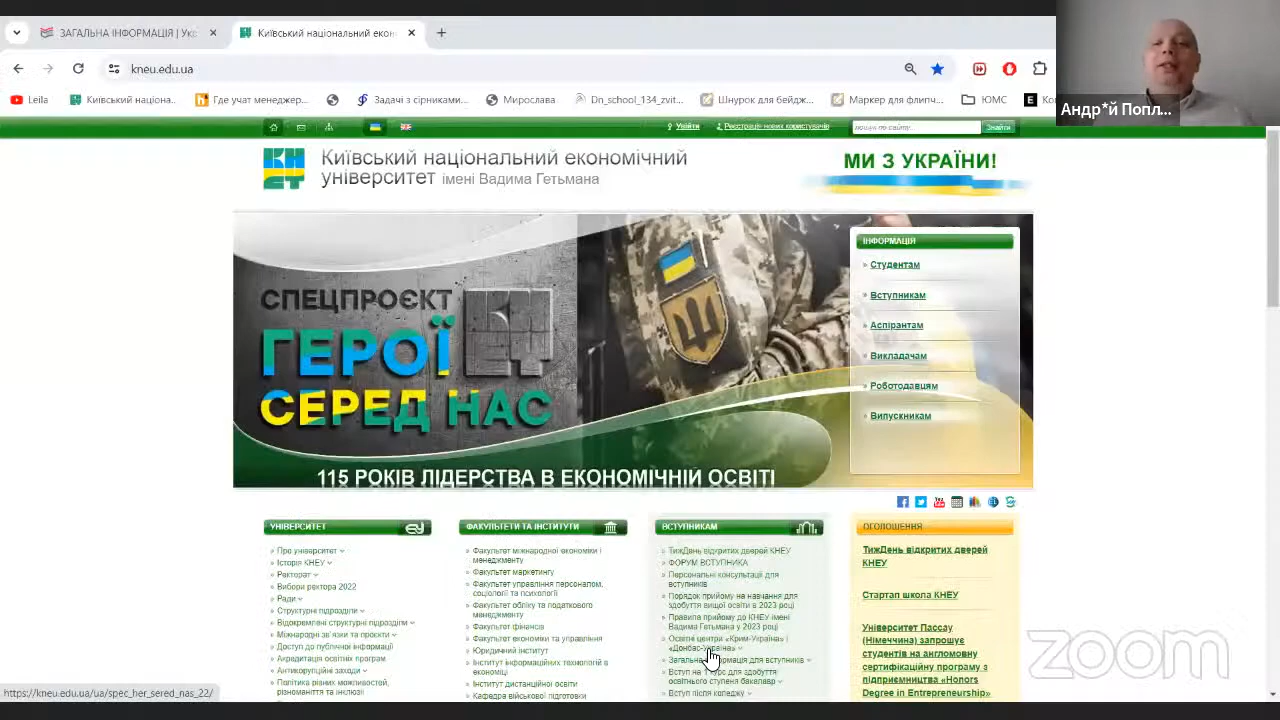 ЗАГАЛЬНА ІНФОРМАЦІЯ | Укр
Київський національний екон
kneu.edu.ua
Leila
Київський націона...
Где учат менеджер...
Задачі з сірниками...
Мирослава
Dn_school_134_zvit...
Шнурок для бейдж...
Маркер для флипч...
ЮМС
Андр*й Попл...
Увійти
Реєстрація нових користувачів
пошук по сайту...
Знайти
Київський національний економічний
університет імені Вадима Гетьмана
МИ З УКРАЇНИ!
СПЕЦПРОЄКТ
ГЕРОЇ
СЕРЕД НАС
115 РОКІВ ЛІДЕРСТВА В ЕКОНОМІЧНІЙ ОСВІТІ
ІНФОРМАЦІЯ
Студентам
Вступникам
Аспірантам
Викладачам
Роботодавцям
Випускникам
УНІВЕРСИТЕТ
Про університет
Історія КНЕУ
Ректорат
Вибори ректора 2022
Ради
Структурні підрозділи
Відокремлені структурні підрозділи
Міжнародні зв`язки та проєкти
Доступ до публічної інформації
Акредитація освітніх програм
Антикорупційні заходи
Політика рівних можливостей,
різноманіття та інклюзії
ФАКУЛЬТЕТИ ТА ІНСТИТУТИ
Факультет міжнародної економіки і
менеджменту
Факультет маркетингу
Факультет управління персоналом,
соціології та психології
Факультет обліку та податкового
менеджменту
Факультет фінансів
Факультет економіки та управління
Юридичний інститут
Інститут інформаційних технологій в
економіці
Інститут дистанційної освіти
Кафедра військової підготовки
ВСТУПНИКАМ
ТижДень відкритих дверей КНЕУ
ФОРУМ ВСТУПНИКА
Персональні консультації для
вступників
Порядок прийому на навчання для
здобуття вищої освіти в 2023 році
Правила прийому до КНЕУ імені
Вадима Гетьмана у 2023 році
Освітні центри «Крим-Україна» і
«Донбас-Україна»
Загальна інформація для вступників
Вступ на 1 курс для здобуття
освітнього ступеня бакалавр
Вступ після коледжу
ОГОЛОШЕННЯ
ТижДень відкритих дверей
КНЕУ
Стартап школа КНЕУ
Університет Пассау
(Німеччина) запрошує
студентів на англомовну
сертифікаційну програму з
підприємництва «Honors
Degree in Entrepreneurship»
https://kneu.edu.ua/ua/spec_her_sered_nas_22/
zoom